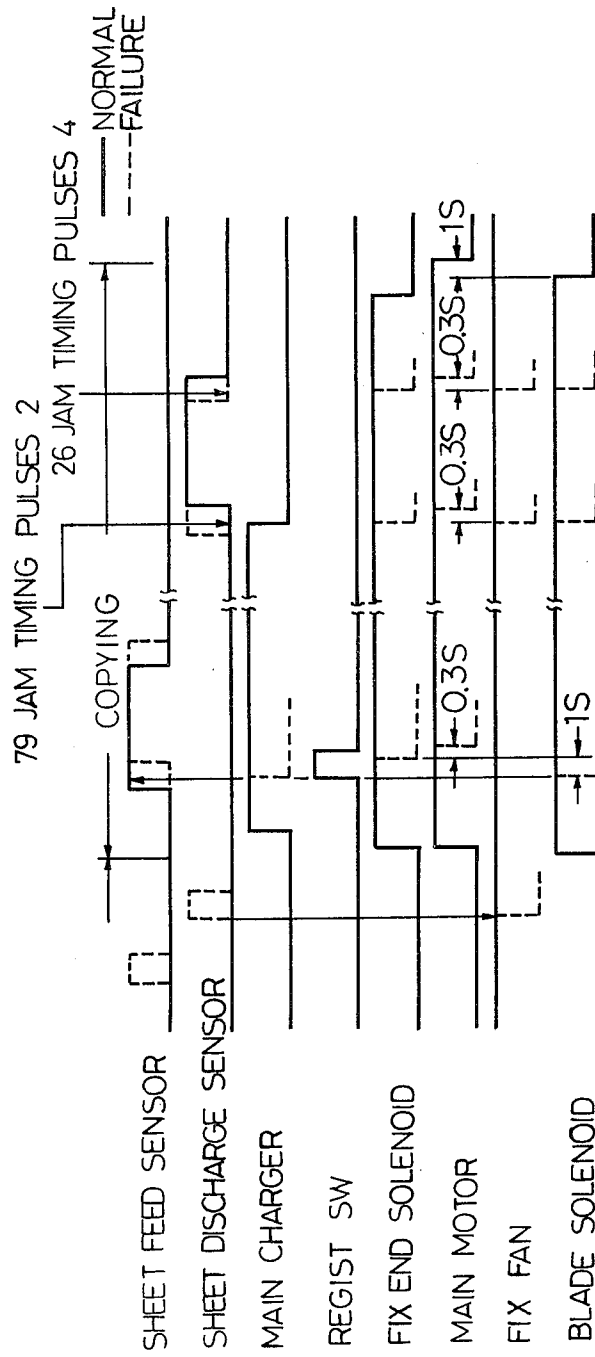 79 JAM TIMING PULSES 2
26 JAM TIMING PULSES 4
NORMAL
FAILURE
COPYING
SHEET FEED SENSOR
SHEET DISCHARGE SENSOR
MAIN CHARGER
REGIST SW
FIX END SOLENOID
MAIN MOTOR
0.3S
0.3S
0.3S
1S
FIX FAN
BLADE SOLENOID
1S